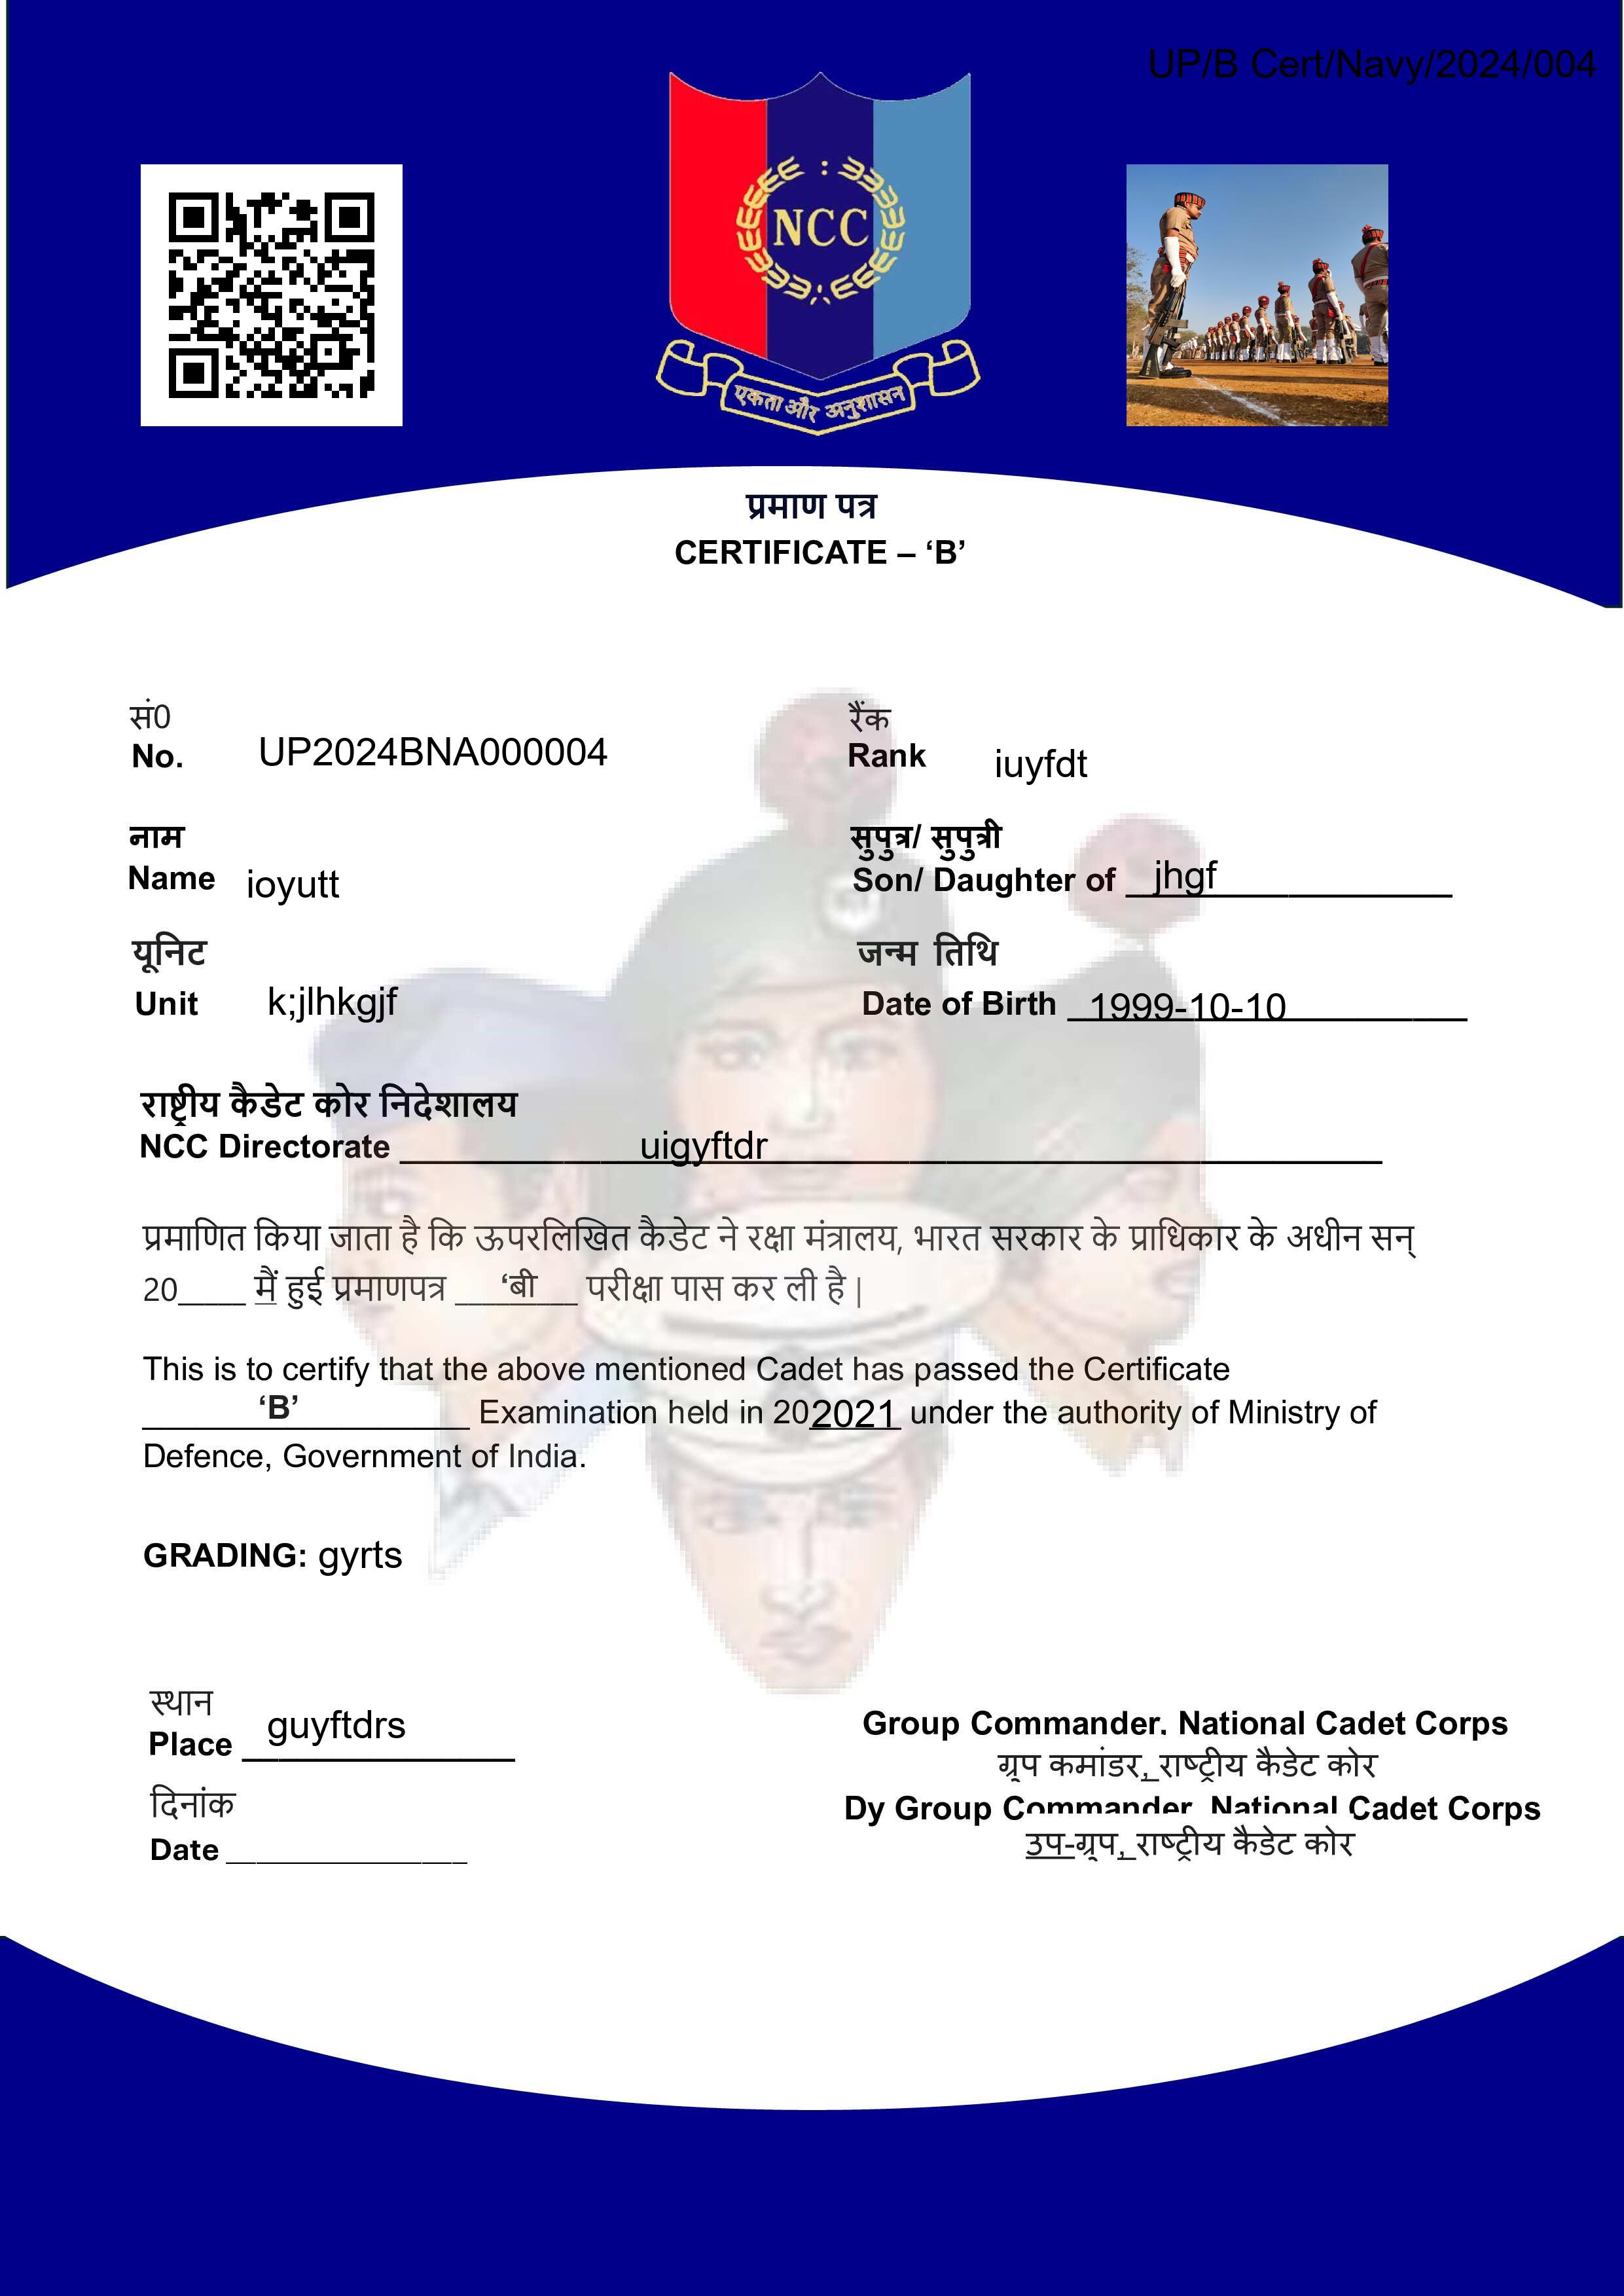 UP/B Cert/Navy/2024/004
NCC
एकता और अनुशासन
प्रमाण पत्र
CERTIFICATE – ‘B’
सं0
No. UP2024BNA000004
रैंक
Rank iuyfdt
नाम
Name ioyutt
सुपुत्र/ सुपुत्री
Son/ Daughter of jhgf
यूनिट
Unit k;jlhkgjf
जन्म तिथि
Date of Birth 1999-10-10
राष्ट्रीय कैडेट कोर निदेशालय
NCC Directorate uigyftdr
प्रमाणित किया जाता है कि ऊपरलिखित कैडेट ने रक्षा मंत्रालय, भारत सरकार के प्राधिकार के अधीन सन्
20____ मैं हुई प्रमाणपत्र ‘बी परीक्षा पास कर ली है |
This is to certify that the above mentioned Cadet has passed the Certificate
‘B’ Examination held in 202021 under the authority of Ministry of
Defence, Government of India.
GRADING: gyrts
स्थान
Place guyftdrs
दिनांक
Date ______________
Group Commander, National Cadet Corps
ग्रुप कमांडर, राष्ट्रीय कैडेट कोर
Dy Group Commander, National Cadet Corps
उप-ग्रुप, राष्ट्रीय कैडेट कोर